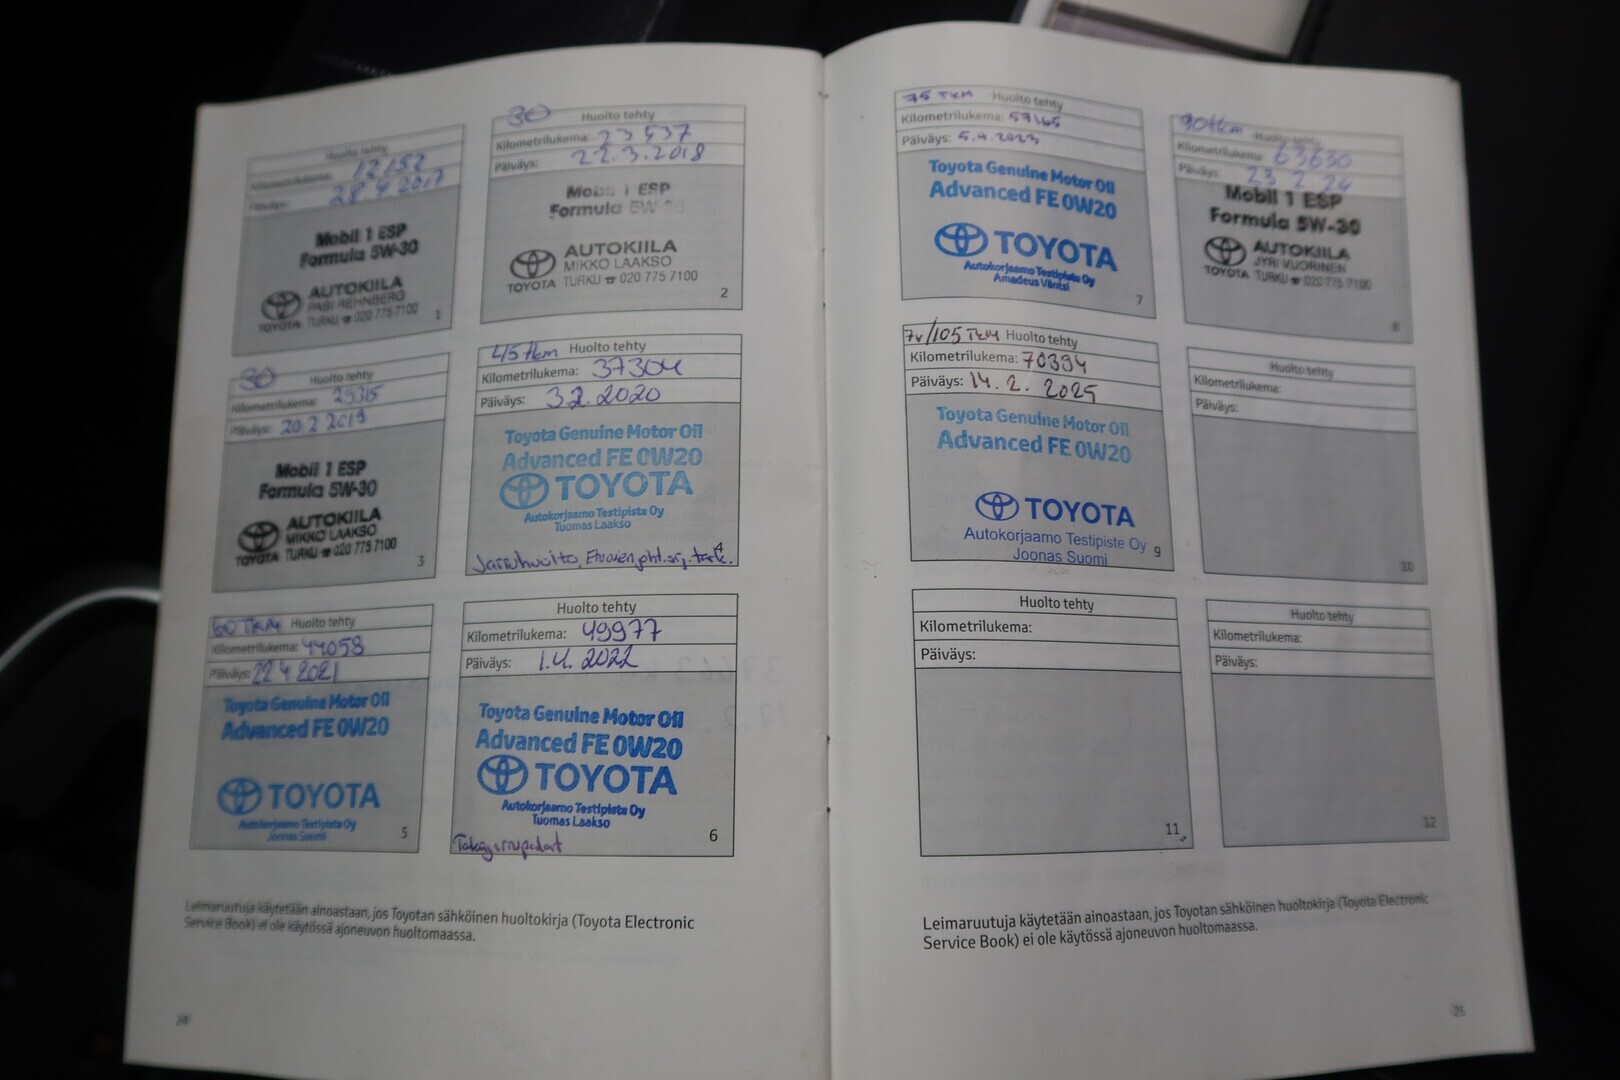 Huolto tehty
Kilometrilukema: 12152
Päiväys: 28.4.2017
Mobil 1 ESP
Formula 5W-30
AUTOKIILA
PASI REHNBERG
TOYOTA TURKU ☎ 020 775 7100
1
30 Huolto tehty
Kilometrilukema: 23537
Päiväys: 22.3.2018
Mobil 1 ESP
Formula 5W-30
AUTOKIILA
MIKKO LAAKSO
TOYOTA TURKU ☎ 020 775 7100
2
30 Huolto tehty
Kilometrilukema: 29315
Päiväys: 20.2.2019
Mobil 1 ESP
Formula 5W-30
AUTOKIILA
MIKKO LAAKSO
TOYOTA TURKU ☎ 020 775 7100
3
45 tkm Huolto tehty
Kilometrilukema: 37304
Päiväys: 3.2.2020
Toyota Genuine Motor Oil
Advanced FE 0W20
TOYOTA
Autokorjaamo Testipiste Oy
Tuomas Laakso
4
Jarruhuolto, Etuoven
60 TKM Huolto tehty
Kilometrilukema: 44058
Päiväys: 22.4.2021
Toyota Genuine Motor Oil
Advanced FE 0W20
TOYOTA
Autokorjaamo Testipiste Oy
Joonas Suomi
5
Huolto tehty
Kilometrilukema: 49977
Päiväys: 1.4.2022
Toyota Genuine Motor Oil
Advanced FE 0W20
TOYOTA
Autokorjaamo Testipiste Oy
Tuomas Laakso
6
Takajarrupalat
Leimaruutuja käytetään ainoastaan, jos Toyotan sähköinen huoltokirja (Toyota Electronic
Service Book) ei ole käytössä ajoneuvon huoltomaassa.
24
75 TKM Huolto tehty
Kilometrilukema: 57165
Päiväys: 5.4.2023
Toyota Genuine Motor Oil
Advanced FE 0W20
TOYOTA
Autokorjaamo Testipiste Oy
Amadeus Väntsi
7
90tkm Huolto tehty
Kilometrilukema: 63630
Päiväys: 23 2 24
Mobil 1 ESP
Formula 5W-30
AUTOKIILA
JYRI VUORINEN
TOYOTA TURKU ☎ 020 775 7100
8
7v/105 TKM Huolto tehty
Kilometrilukema: 70394
Päiväys: 14.2.2025
Toyota Genuine Motor Oil
Advanced FE 0W20
TOYOTA
Autokorjaamo Testipiste Oy
Joonas Suomi
9
Huolto tehty
Kilometrilukema:
Päiväys:
10
Huolto tehty
Kilometrilukema:
Päiväys:
11
Huolto tehty
Kilometrilukema:
Päiväys:
12
Leimaruutuja käytetään ainoastaan, jos Toyotan sähköinen huoltokirja (Toyota Electronic
Service Book) ei ole käytössä ajoneuvon huoltomaassa.
25